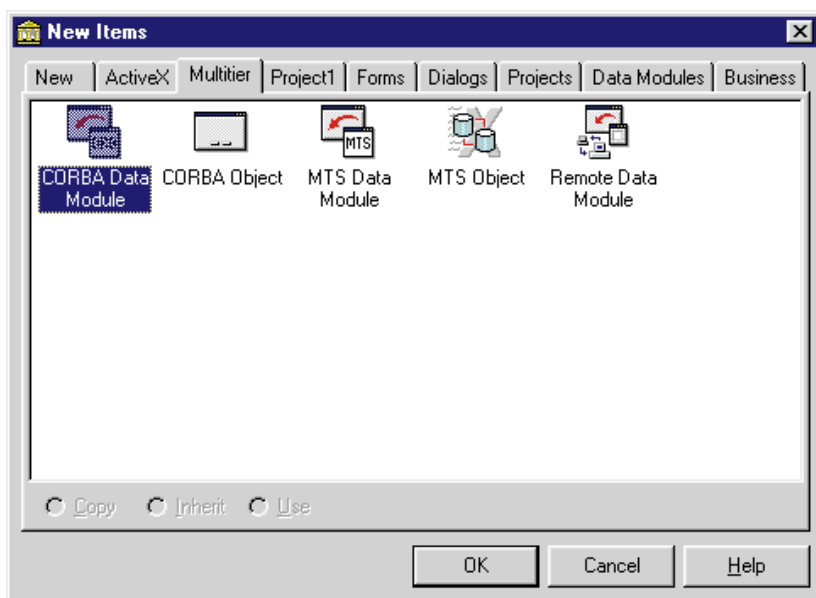 New Items
New ActiveX Multitier Project1 Forms Dialogs Projects Data Modules Business
MTS
CORBA Data CORBA Object MTS Data MTS Object Remote Data
Module Module Module
Copy Inherit Use
OK Cancel Help